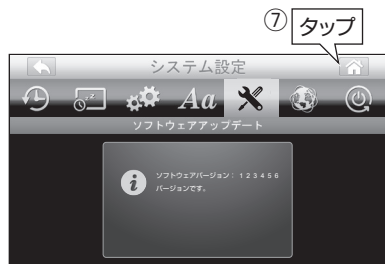 ⑦ タップ
システム設定
zz
Aa
ソフトウェアアップデート
i ソフトウェアバージョン：１２３４５６
バージョンです。